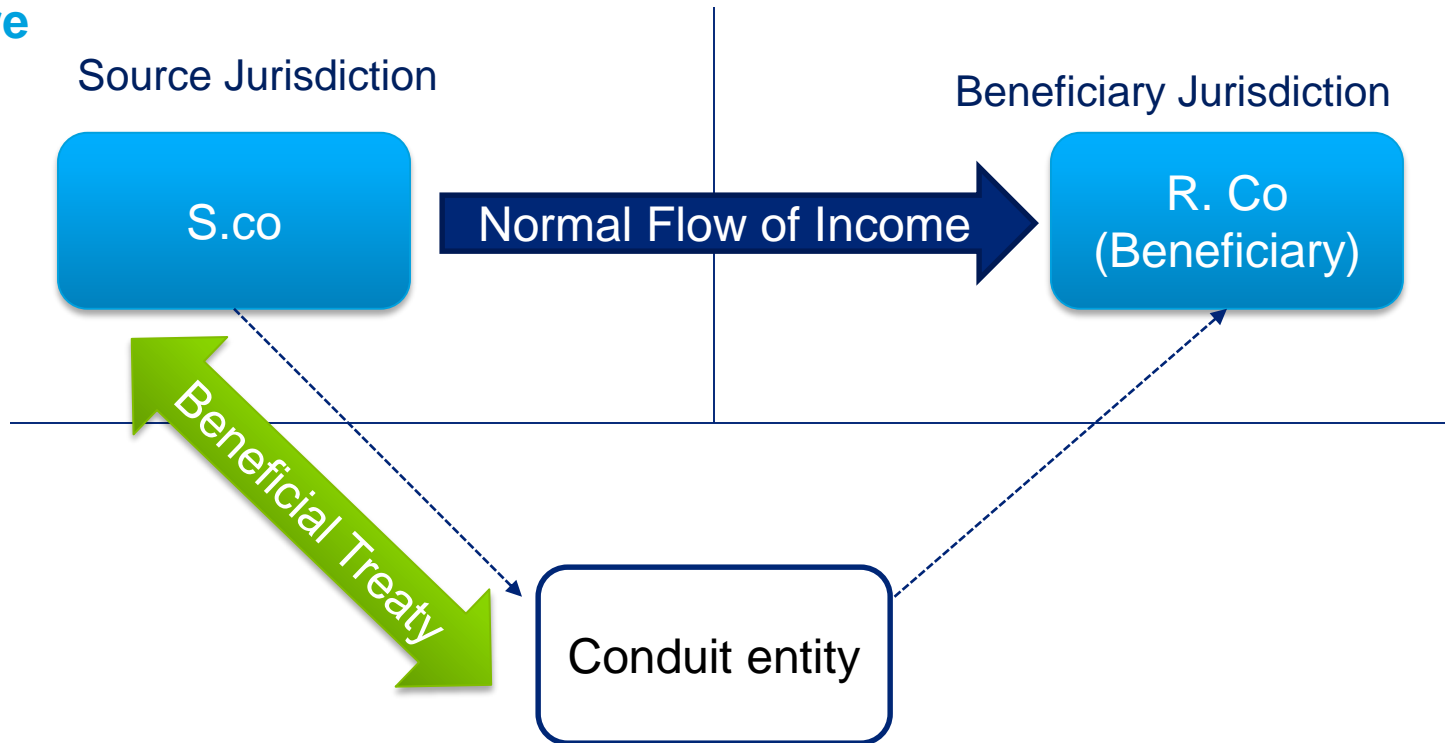 Source Jurisdiction
Beneficiary Jurisdiction
S.co
Normal Flow of Income
R. Co
(Beneficiary)
Beneficial Treaty
Conduit entity